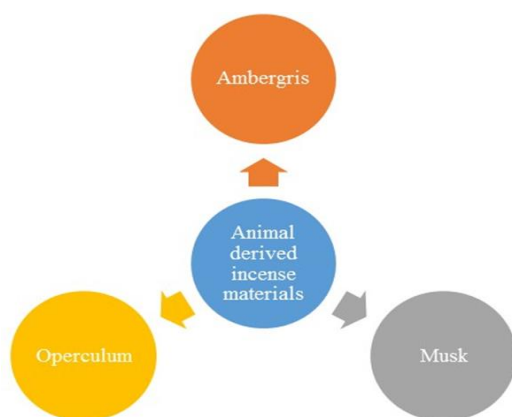 Ambergris
Animal
derived
incense
materials
Operculum
Musk